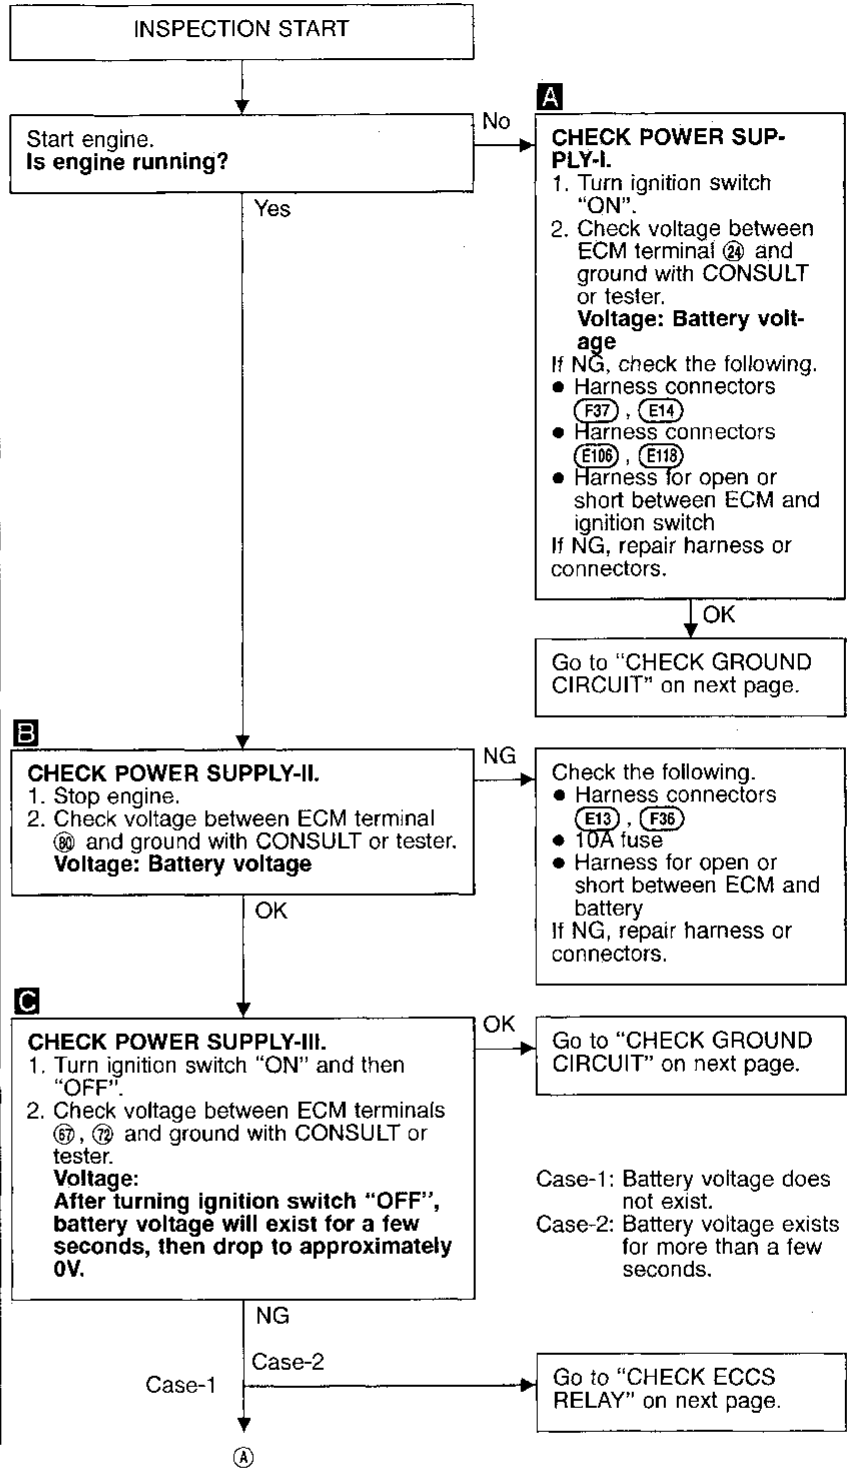 INSPECTION START
Start engine.
Is engine running?
No
Yes
A
CHECK POWER SUP-
PLY-I.
1. Turn ignition switch
“ON”.
2. Check voltage between
ECM terminal ㉔ and
ground with CONSULT
or tester.
Voltage: Battery volt-
age
If NG, check the following.
● Harness connectors
F37 , E14
● Harness connectors
E106 , E118
● Harness for open or
short between ECM and
ignition switch
If NG, repair harness or
connectors.
OK
Go to “CHECK GROUND
CIRCUIT” on next page.
B
CHECK POWER SUPPLY-II.
1. Stop engine.
2. Check voltage between ECM terminal
80 and ground with CONSULT or tester.
Voltage: Battery voltage
NG
Check the following.
● Harness connectors
E13 , F36
● 10A fuse
● Harness for open or
short between ECM and
battery
If NG, repair harness or
connectors.
OK
C
CHECK POWER SUPPLY-III.
1. Turn ignition switch “ON” and then
“OFF”.
2. Check voltage between ECM terminals
67 , 72 and ground with CONSULT or
tester.
Voltage:
After turning ignition switch “OFF”,
battery voltage will exist for a few
seconds, then drop to approximately
0V.
OK
Go to “CHECK GROUND
CIRCUIT” on next page.
Case-1: Battery voltage does
not exist.
Case-2: Battery voltage exists
for more than a few
seconds.
NG
Case-2
Case-1
Go to “CHECK ECCS
RELAY” on next page.
Ⓐ